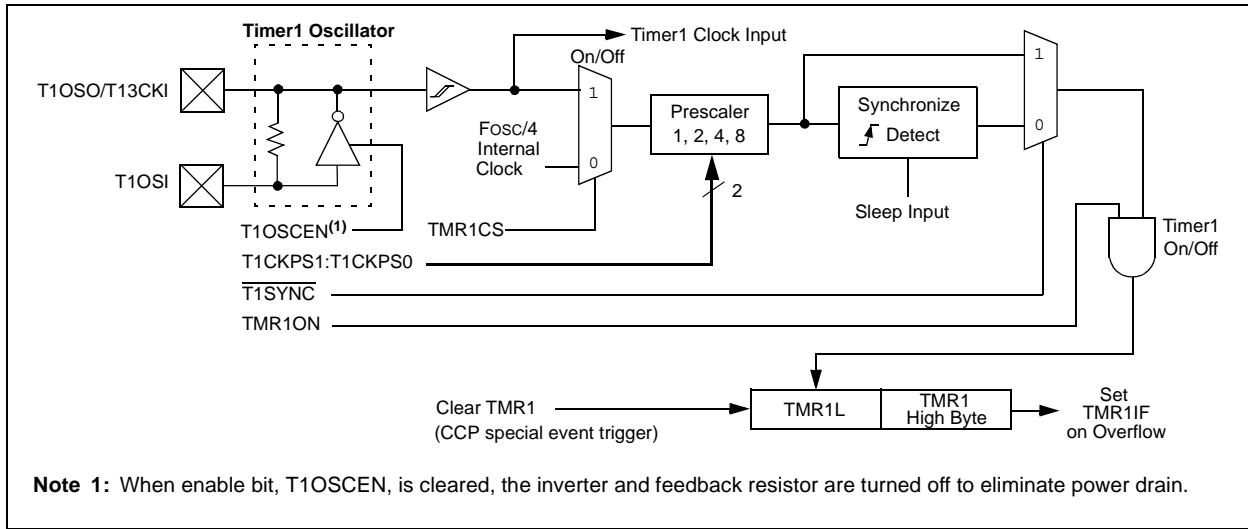 Timer1 Oscillator
Timer1 Clock Input
On/Off
T1OSO/T13CKI
1
1
Prescaler
1, 2, 4, 8
Synchronize
Detect
FOSC/4
Internal
Clock
0
0
T1OSI
2
Sleep Input
T1OSCEN(1)
TMR1CS
Timer1
On/Off
T1CKPS1:T1CKPS0
T1SYNC
TMR1ON
Clear TMR1
(CCP special event trigger)
TMR1L
TMR1
High Byte
Set
TMR1IF
on Overflow
Note 1: When enable bit, T1OSCEN, is cleared, the inverter and feedback resistor are turned off to eliminate power drain.